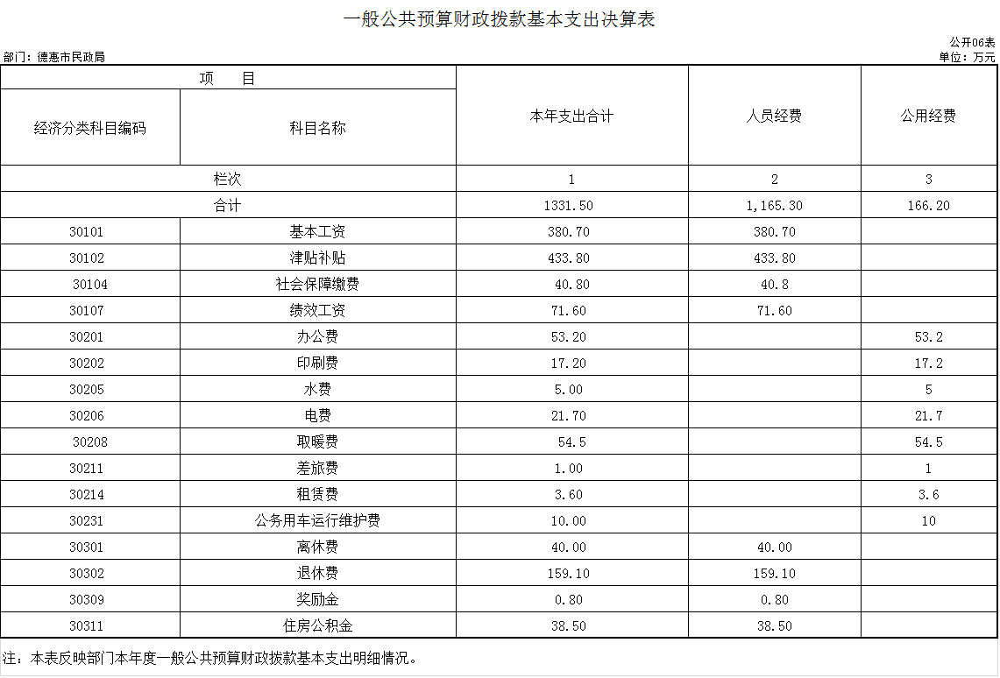 一般公共预算财政拨款基本支出决算表
公开06表
部门：德惠市民政局 单位：万元
项 目 本年支出合计 人员经费 公用经费
经济分类科目编码 科目名称
栏次 1 2 3
合计 1331.50 1,165.30 166.20
30101 基本工资 380.70 380.70
30102 津贴补贴 433.80 433.80
30104 社会保障缴费 40.80 40.8
30107 绩效工资 71.60 71.60
30201 办公费 53.20 53.2
30202 印刷费 17.20 17.2
30205 水费 5.00 5
30206 电费 21.70 21.7
30208 取暖费 54.5 54.5
30211 差旅费 1.00 1
30214 租赁费 3.60 3.6
30231 公务用车运行维护费 10.00 10
30301 离休费 40.00 40.00
30302 退休费 159.10 159.10
30309 奖励金 0.80 0.80
30311 住房公积金 38.50 38.50
注：本表反映部门本年度一般公共预算财政拨款基本支出明细情况。